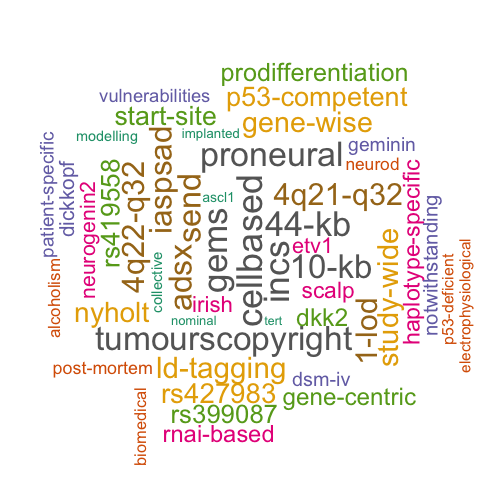 prodifferentiation
vulnerabilities
p53-competent
start-site
gene-wise
modelling
implanted
geminin
proneural
neurod
patient-specific
dickkopf
neurogenin2
rs419558
4q22-q32
iaspsad
send
adsx
gems
ascl1
cellbased
incs
4q21-q32
44-kb
etv1
10-kb
haplotype-specific
notwithstanding
p53-deficient
electrophysiological
study-wide
1-lod
alcoholism
collective
irish
scalp
nyholt
nominal
tert
dkk2
tumourscopyright
post-mortem
ld-tagging
dsm-iv
rs427983
gene-centric
rs399087
biomedical
rnai-based